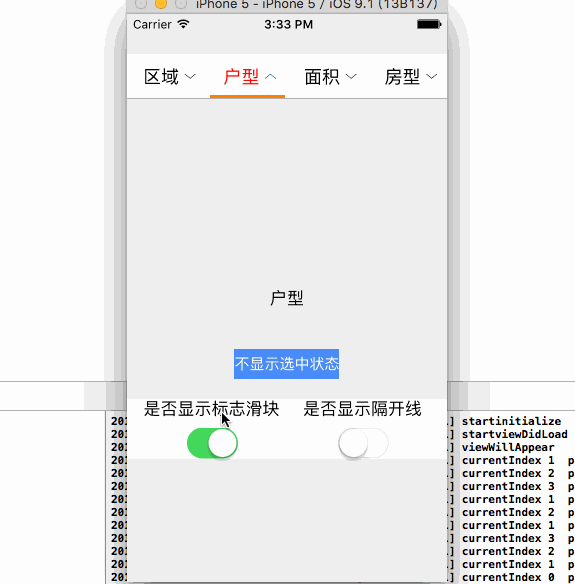 iPhone 5 - iPhone 5 / iOS 9.1 (13B137)
Carrier 3:33 PM
区域 户型 面积 房型
户型
不显示选中状态
是否显示标志滑块 是否显示隔开线
201 .] startinitialize
201 .] startviewDidLoad
201 .] viewWillAppear
201 .] currentIndex 1 p
201 .] currentIndex 2 p
201 .] currentIndex 3 p
201 .] currentIndex 1 p
201 .] currentIndex 2 p
201 .] currentIndex 1 p
201 .] currentIndex 3 p
201 .] currentIndex 2 p
201 .] currentIndex 1 p
201 .] currentIndex 0 p